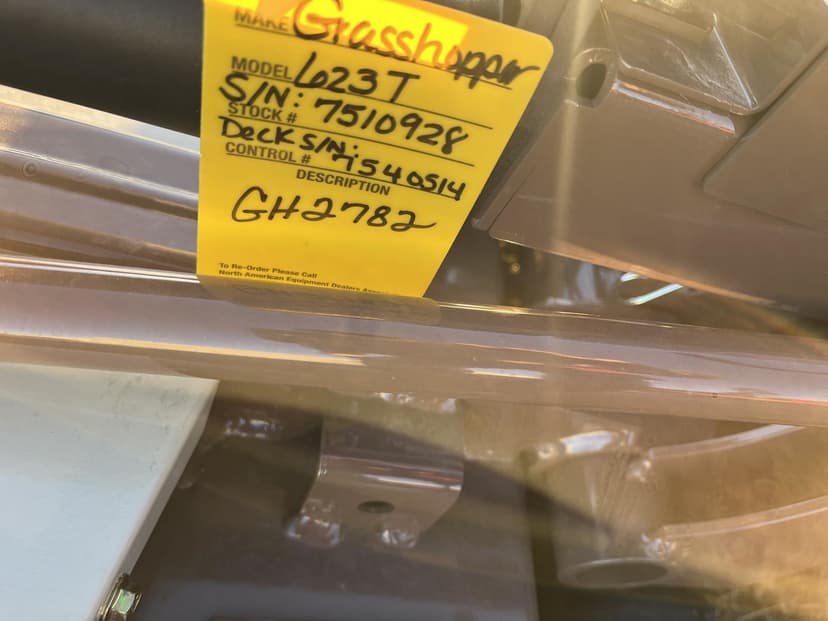 MAKE Grasshopper
MODEL 623T
S/N: 7510928
STOCK #
Deck S/N: 7540514
CONTROL #
DESCRIPTION
GH2782
To Re-Order Please Call
North American Equipment Dealers